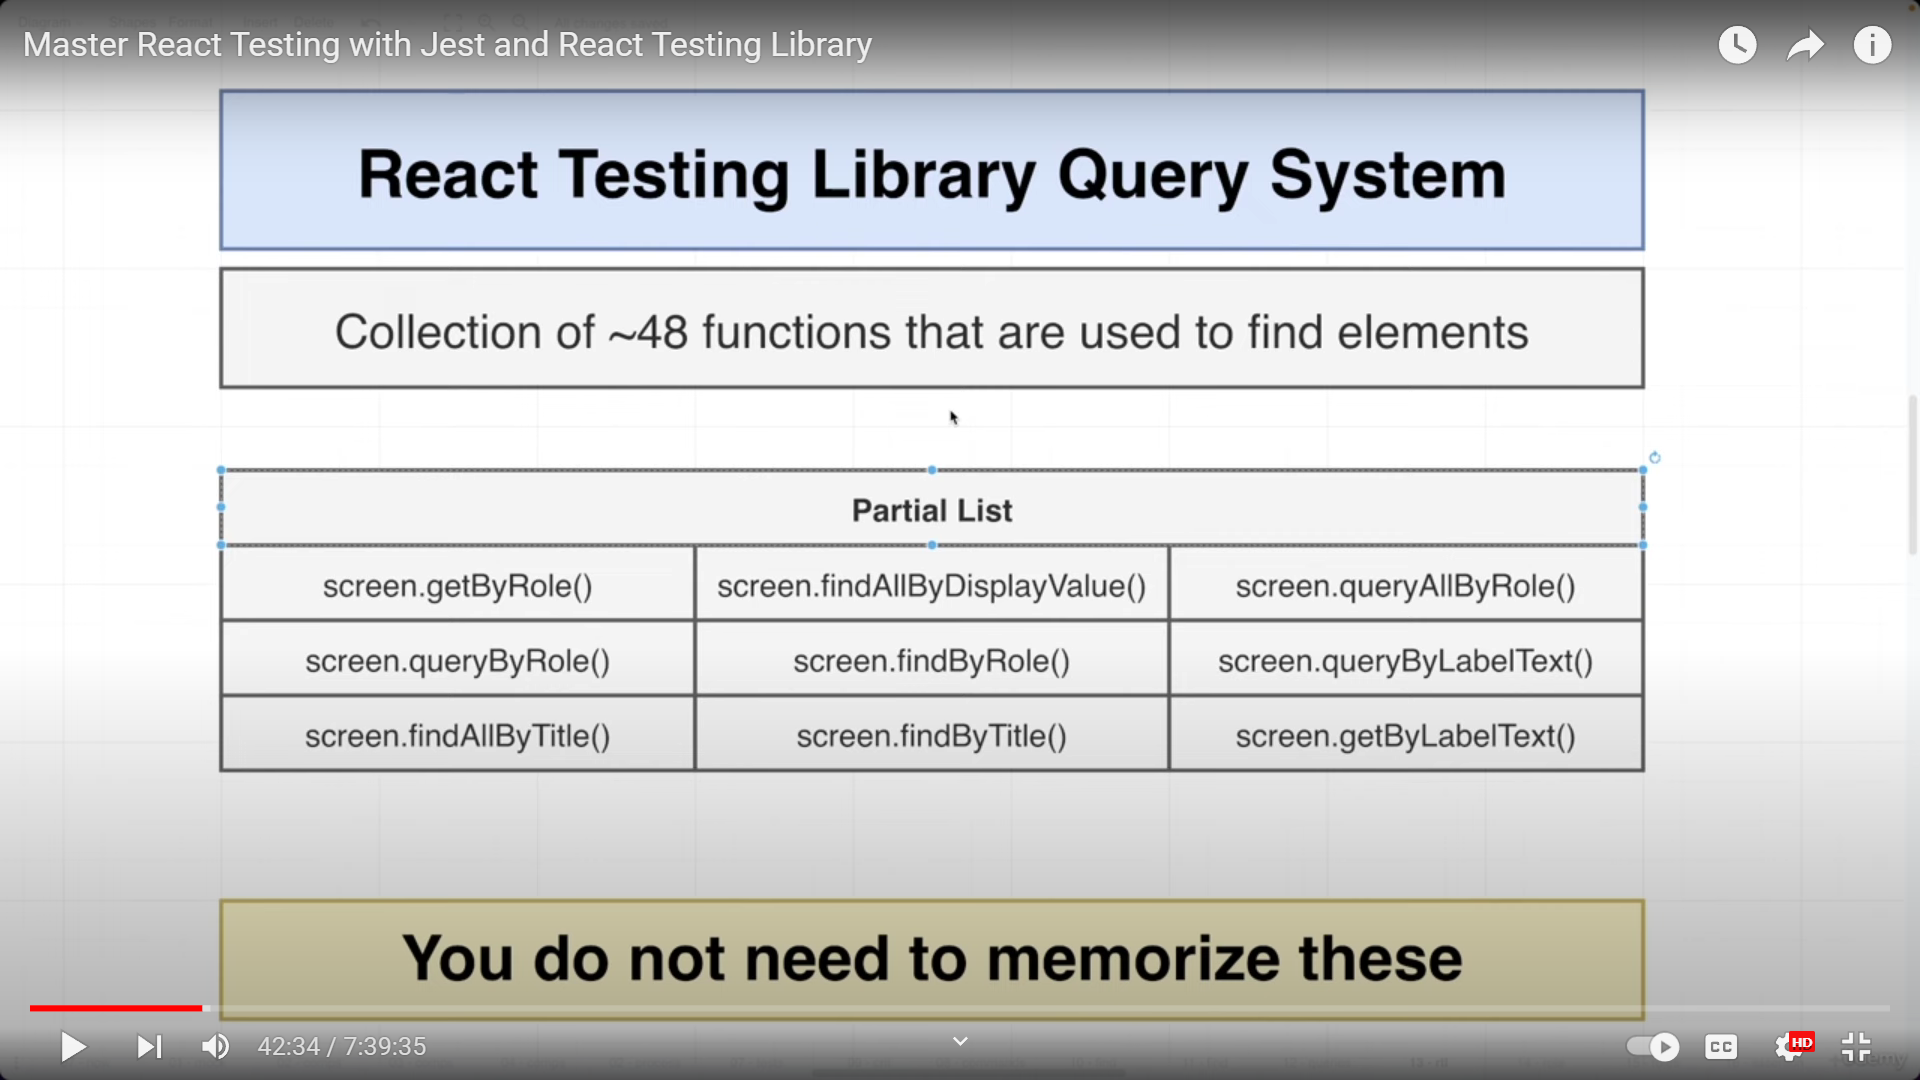 Master React Testing with Jest and React Testing Library
React Testing Library Query System
Collection of ~48 functions that are used to find elements
Partial List
screen.getByRole() screen.findAllByDisplayValue() screen.queryAllByRole()
screen.queryByRole() screen.findByRole() screen.queryByLabelText()
screen.findAllByTitle() screen.findByTitle() screen.getByLabelText()
You do not need to memorize these
42:34 / 7:39:35
CC
HD